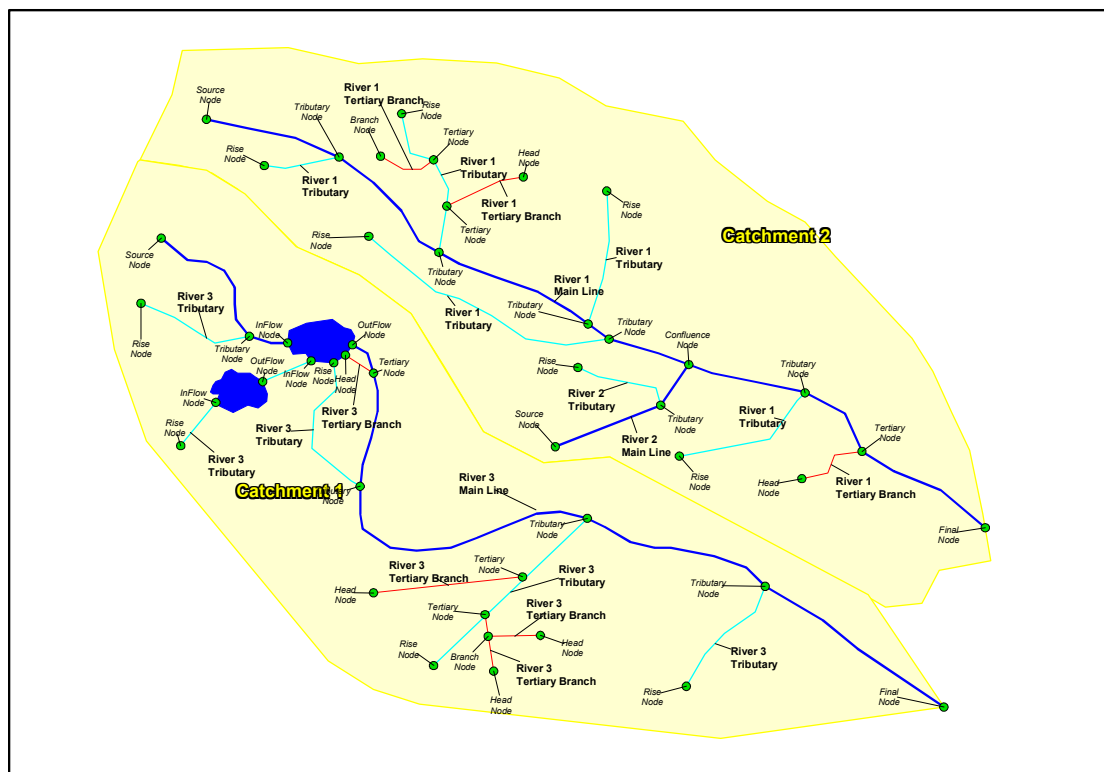 Source
Node
Tributary
Node
River 1
Tertiary Branch
Branch
Node
Rise
Node
Tertiary
Node
Head
Node
Rise
Node
River 1
Tributary
River 1
Tributary
River 1
Tertiary Branch
Tertiary
Node
Rise
Node
Catchment 2
Rise
Node
Source
Node
Tributary
Node
River 1
Tributary
River 1
Main Line
River 1
Tributary
Tributary
Node
Tributary
Node
Confluence
Node
River 3
Tributary
Rise
Node
Tributary
Node
InFlow
Node
OutFlow
Node
InFlow
Node
Rise
Node
Head
Node
Tertiary
Node
OutFlow
Node
InFlow
Node
Rise
Node
River 3
Tributary
River 3
Tributary
River 3
Tertiary Branch
Rise
Node
River 2
Tributary
Source
Node
Tributary
Node
River 2
Main Line
Tributary
Node
River 1
Tributary
Rise
Node
Tertiary
Node
Head
Node
River 1
Tertiary Branch
Final
Node
Catchment 1
Tributary
Node
River 3
Main Line
Tributary
Node
River 3
Tertiary Branch
Tertiary
Node
River 3
Tributary
Head
Node
Tertiary
Node
River 3
Tertiary Branch
Rise
Node
Branch
Node
Head
Node
River 3
Tertiary Branch
Head
Node
Tributary
Node
River 3
Tributary
Rise
Node
Final
Node